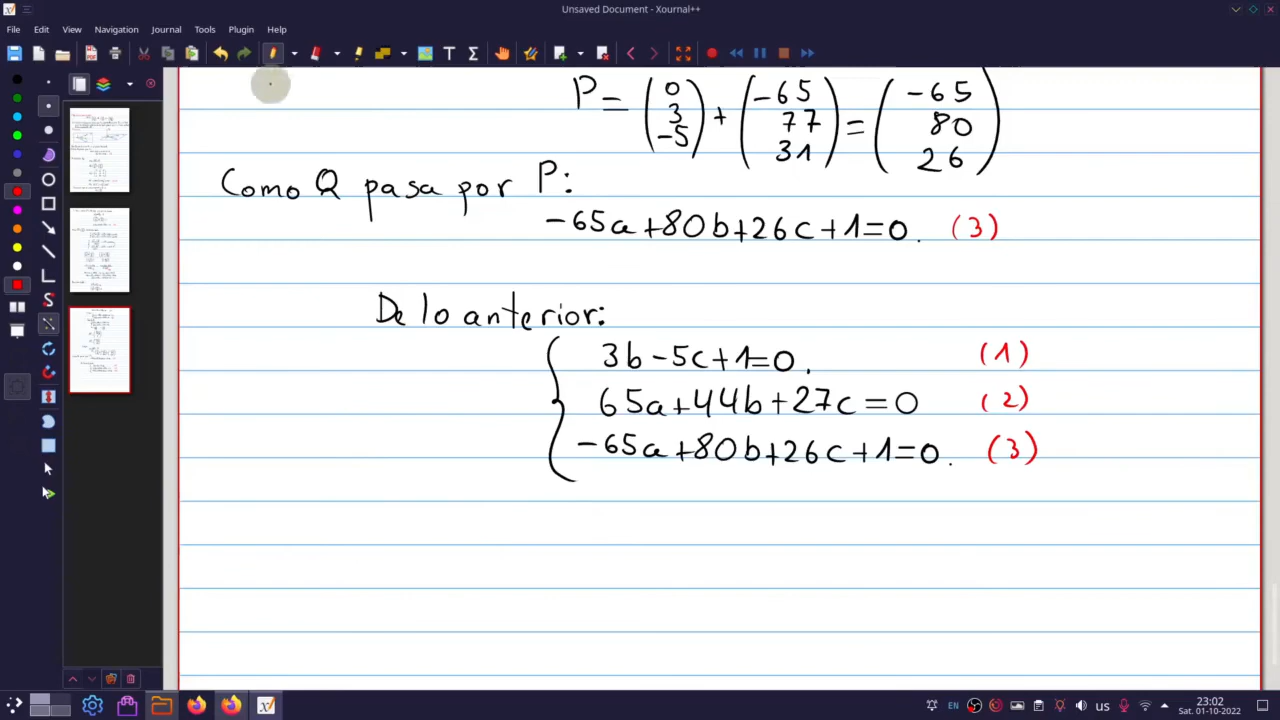 Unsaved Document - Xournal++
File Edit View Navigation Journal Tools Plugin Help
P = (0 3 -5) + (-65 77 31) = (-65 80 26)
Como Q pasa por P:
-65a+80b+26c+1=0. (3)
De lo anterior:
3b-5c+1=0. (1)
65a+44b+27c=0 (2)
-65a+80b+26c+1=0. (3)
EN
us
23:02
Sat. 01-10-2022